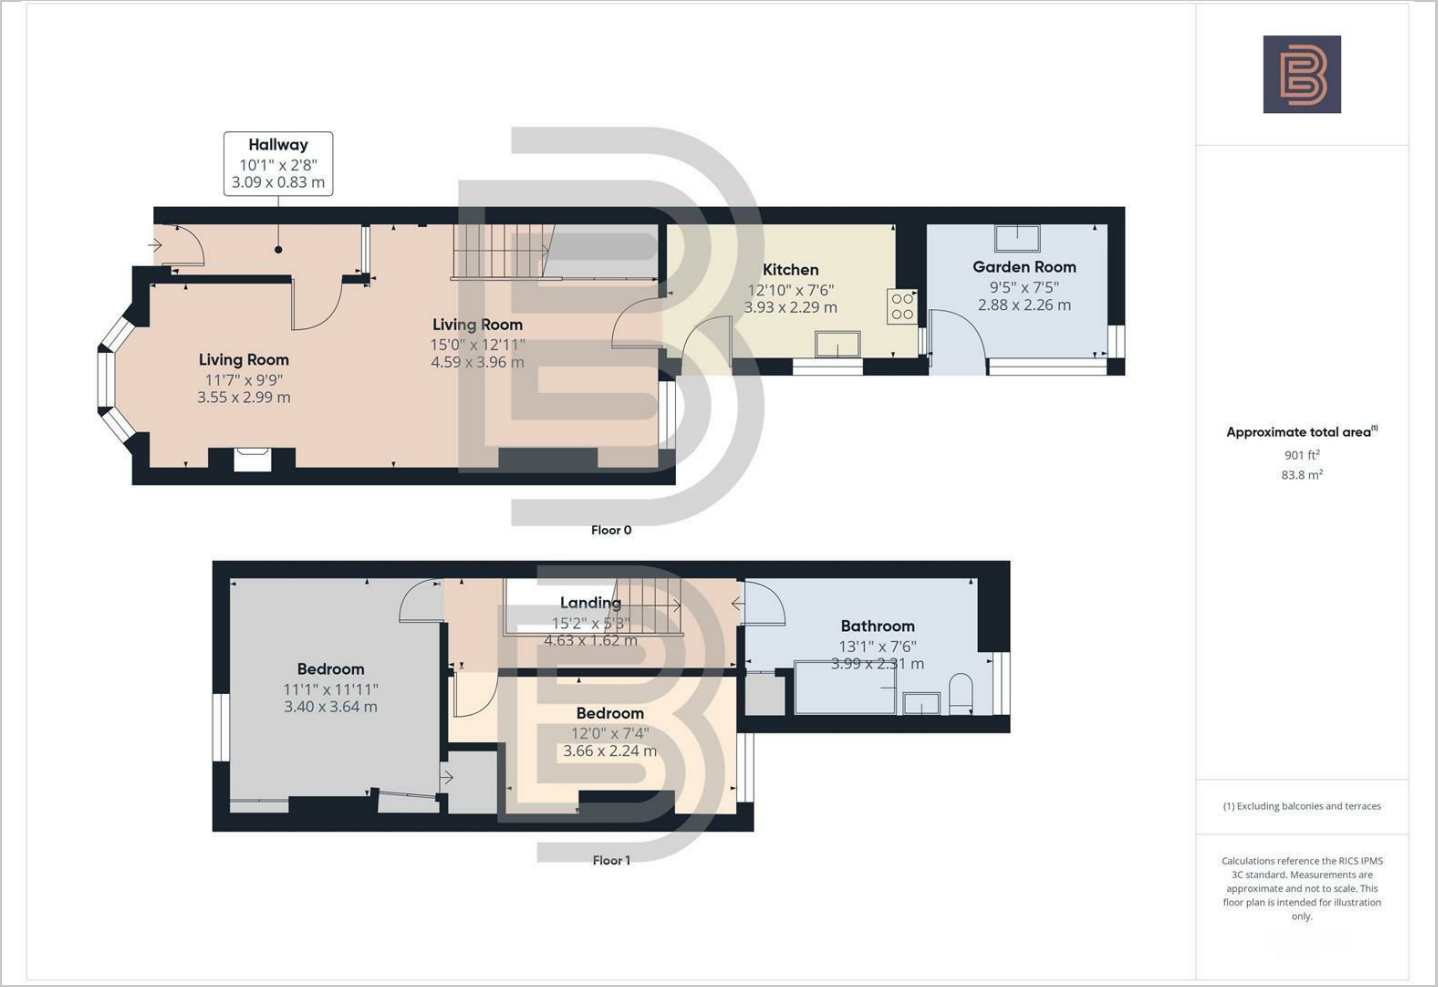 Hallway
10'1" x 2'8"
3.09 x 0.83 m
Living Room
11'7" x 9'9"
3.55 x 2.99 m
Living Room
15'0" x 12'11"
4.59 x 3.96 m
Kitchen
12'10" x 7'6"
3.93 x 2.29 m
Garden Room
9'5" x 7'5"
2.88 x 2.26 m
Floor 0
Landing
15'2" x 5'3"
4.63 x 1.62 m
Bathroom
13'1" x 7'6"
3.99 x 2.31 m
Bedroom
11'1" x 11'11"
3.40 x 3.64 m
Bedroom
12'0" x 7'4"
3.66 x 2.24 m
Floor 1
B
Approximate total area⁽¹⁾
901 ft²
83.8 m²
(1) Excluding balconies and terraces
Calculations reference the RICS IPMS
3C standard. Measurements are
approximate and not to scale. This
floor plan is intended for illustration
only.